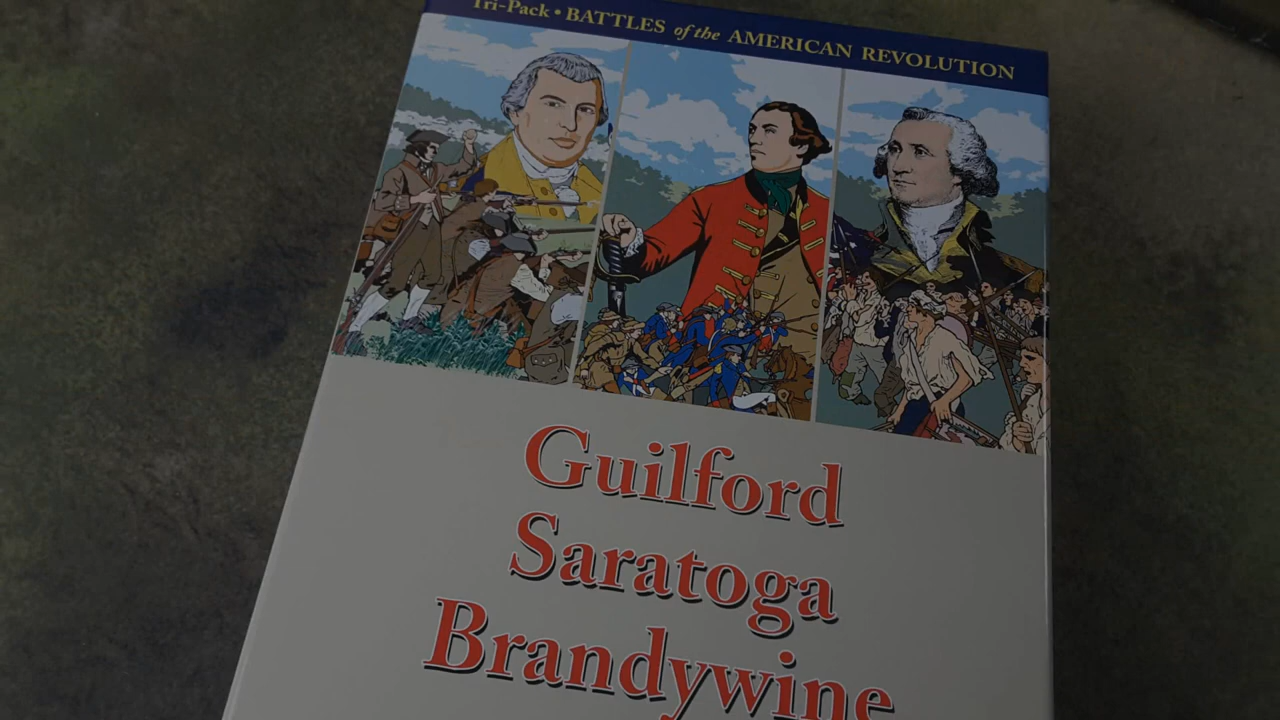 Tri-Pack • BATTLES of the AMERICAN REVOLUTION
Guilford
Saratoga
Brandywine